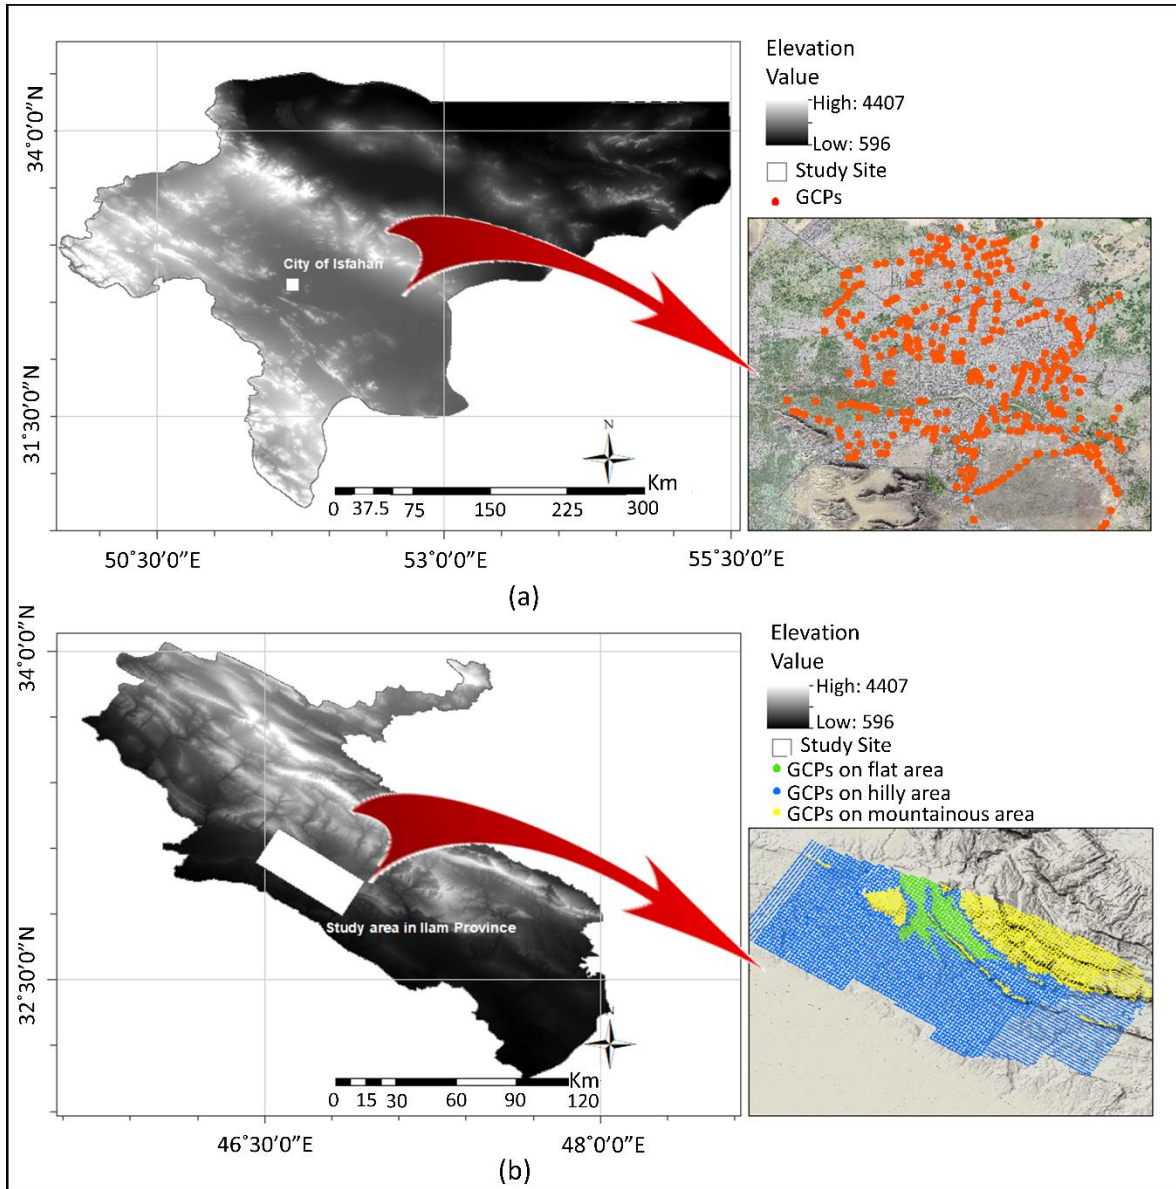 Elevation
Value
High: 4407
Low: 596
Study Site
GCPs
34˚0’0’’N
31˚30’0’’N
City of Isfahan
N
Km
0 37.5 75 150 225 300
50˚30’0’’E 53˚0’0’’E 55˚30’0’’E
(a)
Elevation
Value
High: 4407
Low: 596
Study Site
GCPs on flat area
GCPs on hilly area
GCPs on mountainous area
34˚0’0’’N
32˚30’0’’N
Study area in Ilam Province
N
Km
0 15 30 60 90 120
46˚30’0’’E 48˚0’0’’E
(b)